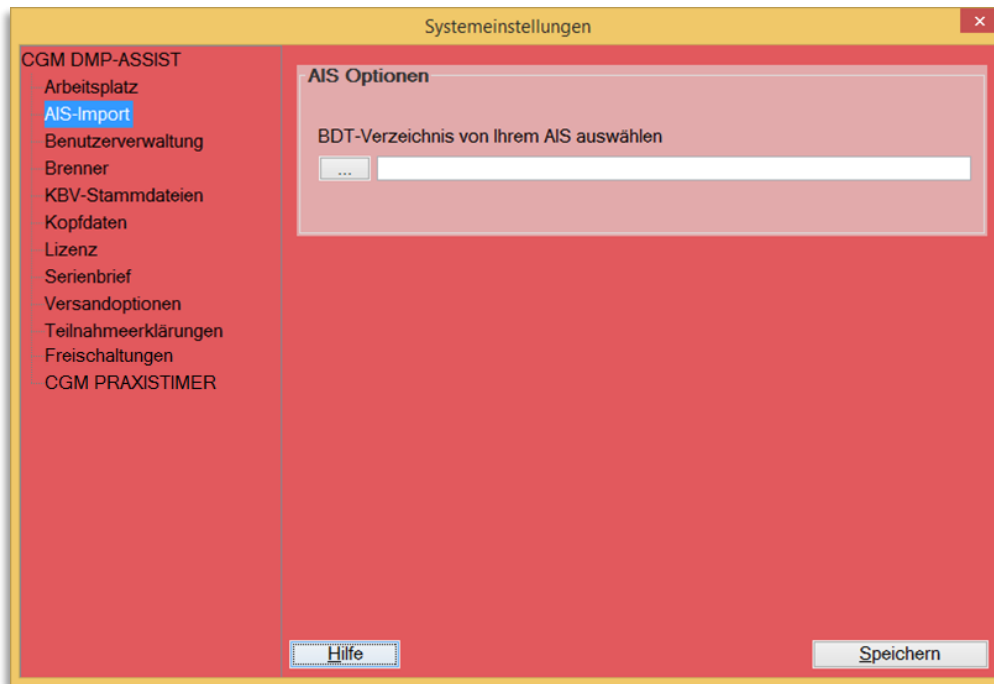 Systemeinstellungen
CGM DMP-ASSIST
Arbeitsplatz
AIS-Import
Benutzerverwaltung
Brenner
KBV-Stammdateien
Kopfdaten
Lizenz
Serienbrief
Versandoptionen
Teilnahmeerklärungen
Freischaltungen
CGM PRAXISTIMER
AIS Optionen
BDT-Verzeichnis von Ihrem AIS auswählen
...
Hilfe
Speichern